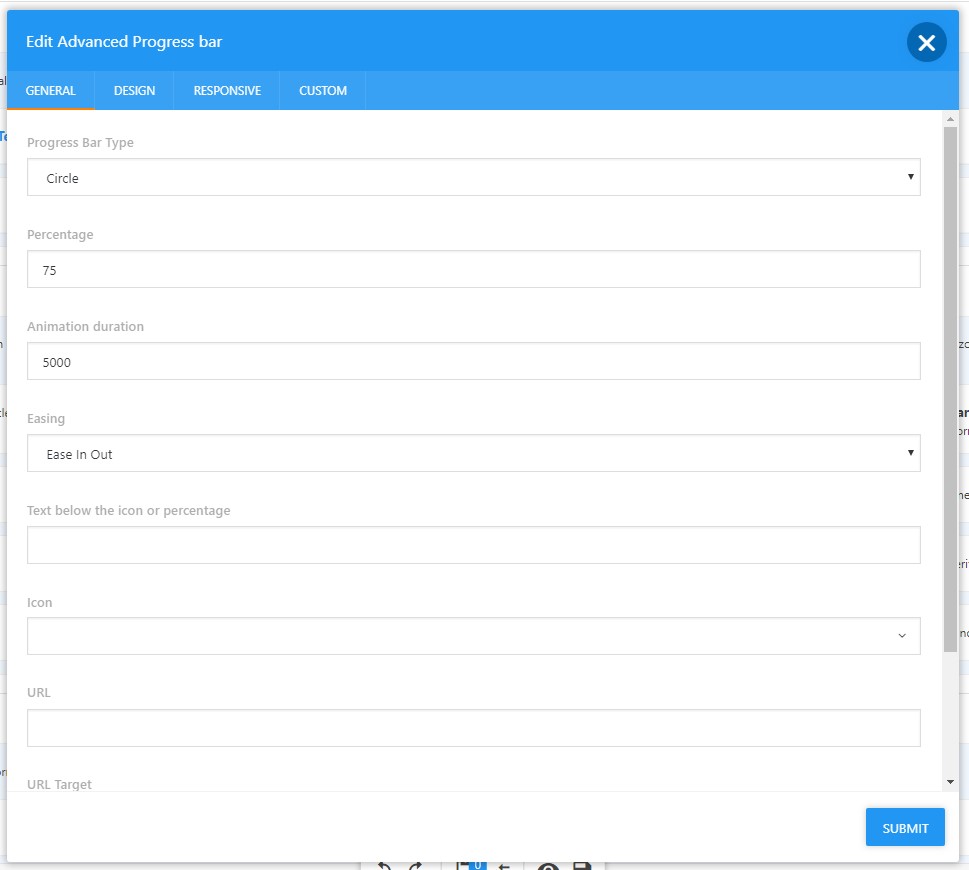 Edit Advanced Progress bar
GENERAL DESIGN RESPONSIVE CUSTOM
Progress Bar Type
Circle
Percentage
75
Animation duration
5000
Easing
Ease In Out
Text below the icon or percentage
Icon
URL
URL Target
SUBMIT
0